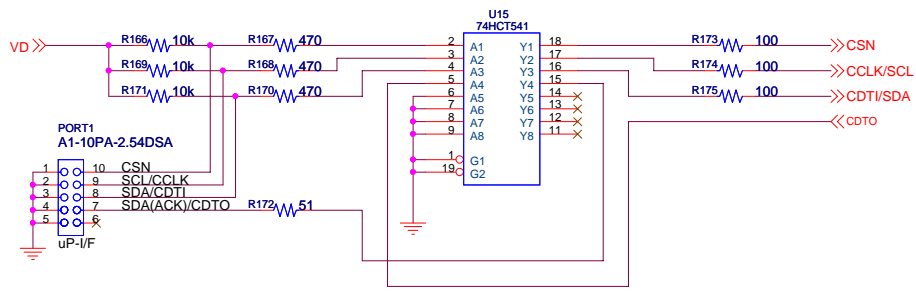 U15
74HCT541
VD
R166 10k
R167 470
2 A1 Y1 18
R173 100
CSN
R169 10k
R168 470
3 A2 Y2 17
R174 100
CCLK/SCL
R171 10k
R170 470
4 A3 Y3 16
R175 100
CDTI/SDA
5 A4 Y4 15
6 A5 Y5 14
7 A6 Y6 13
8 A7 Y7 12
9 A8 Y8 11
CDTO
1 G1
19 G2
PORT1
A1-10PA-2.54DSA
1 10 CSN
2 9 SCL/CCLK
3 8 SDA/CDTI
4 7 SDA(ACK)/CDTO
R172 51
5 6
uP-I/F